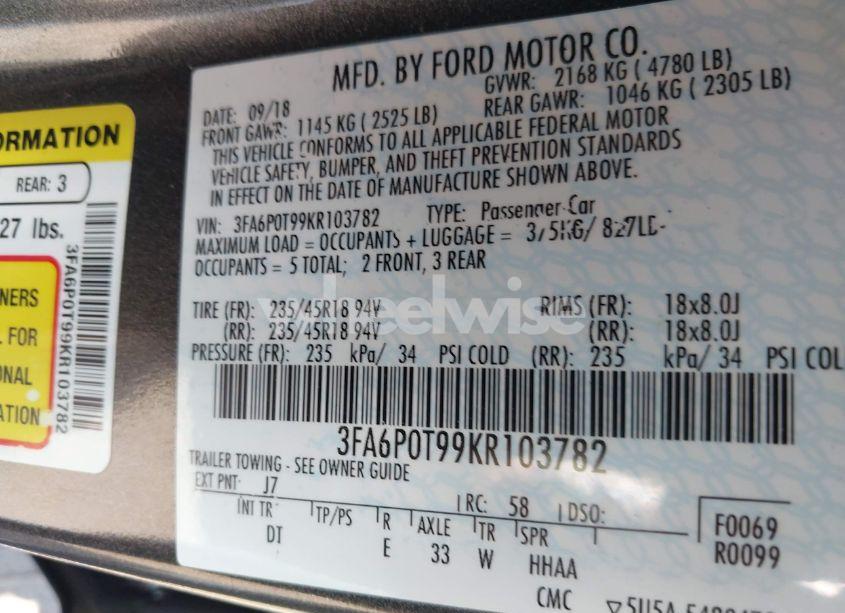 ORMATION
REAR: 3
27 lbs.
NERS
L FOR
ONAL
ATION
3FA6P0T99KR103782
MFD. BY FORD MOTOR CO.
DATE: 09/18 GVWR: 2168 KG ( 4780 LB)
FRONT GAWR: 1145 KG ( 2525 LB) REAR GAWR: 1046 KG ( 2305 LB)
THIS VEHICLE CONFORMS TO ALL APPLICABLE FEDERAL MOTOR
VEHICLE SAFETY, BUMPER, AND THEFT PREVENTION STANDARDS
IN EFFECT ON THE DATE OF MANUFACTURE SHOWN ABOVE.
VIN: 3FA6P0T99KR103782 TYPE: Passenger Car
MAXIMUM LOAD = OCCUPANTS + LUGGAGE =
OCCUPANTS = 5 TOTAL; 2 FRONT, 3 REAR
wheelwise
TIRE (FR): 235/45R18 94V RIMS (FR): 18x8.0J
(RR): 235/45R18 94V (RR): 18x8.0J
PRESSURE (FR): 235 kPa/ 34 PSI COLD (RR): 235 kPa/ 34 PSI COL
3FA6P0T99KR103782
TRAILER TOWING - SEE OWNER GUIDE
EXT PNT: J7 RC: 58 DSO: F0069
INT TR TP/PS R AXLE TR SPR R0099
DT E 33 W HHAA
CMC